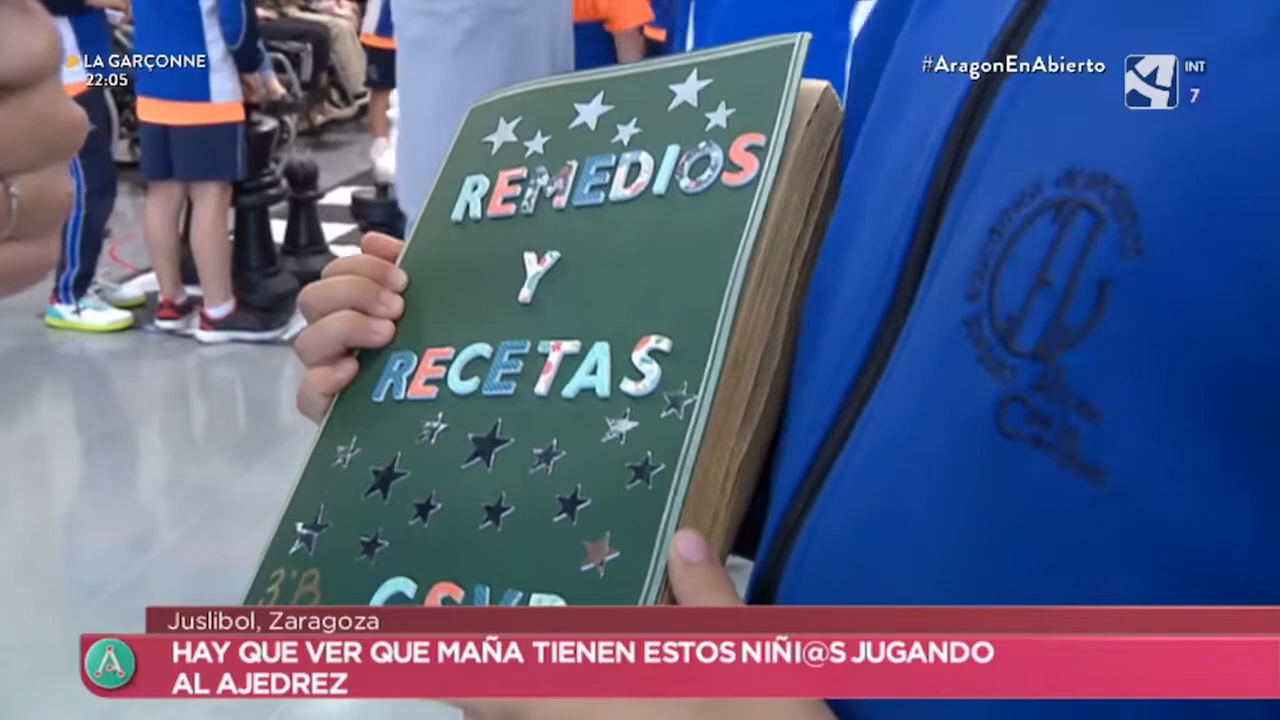 LA GARÇONNE
22:05
#AragonEnAbierto
INT
7
REMEDIOS
Y
RECETAS
3ºB
Juslibol, Zaragoza
HAY QUE VER QUE MAÑA TIENEN ESTOS NIÑI@S JUGANDO
AL AJEDREZ